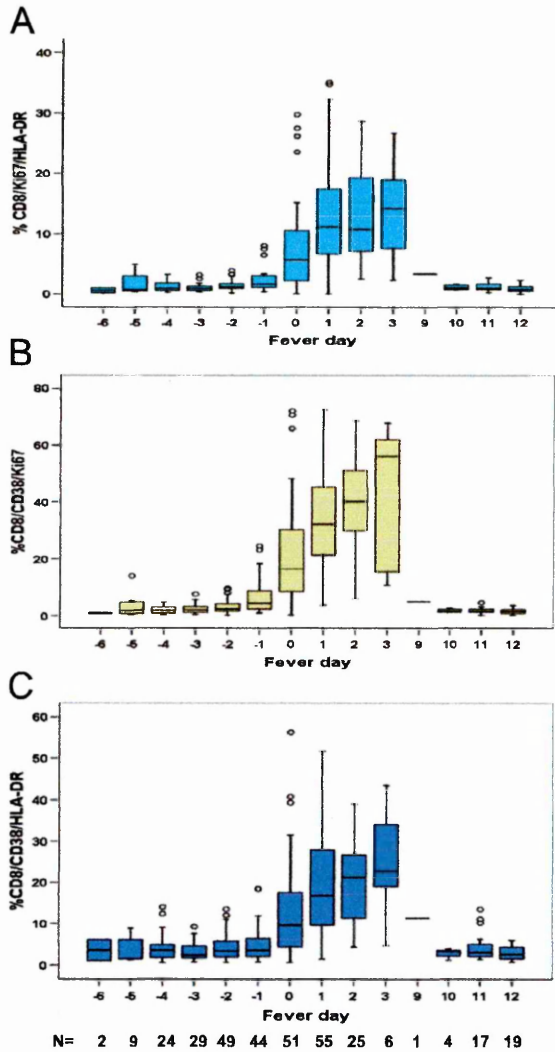 A
% CD8/Ki67/HLA-DR
40
30
20
10
0
-6 -5 -4 -3 -2 -1 0 1 2 3 9 10 11 12
Fever day
B
%CD8/CD38/Ki67
80
60
40
20
0
-6 -5 -4 -3 -2 -1 0 1 2 3 9 10 11 12
Fever day
C
%CD8/CD38/HLA-DR
60
50
40
30
20
10
0
-6 -5 -4 -3 -2 -1 0 1 2 3 9 10 11 12
Fever day
N= 2 9 24 29 49 44 51 55 25 6 1 4 17 19